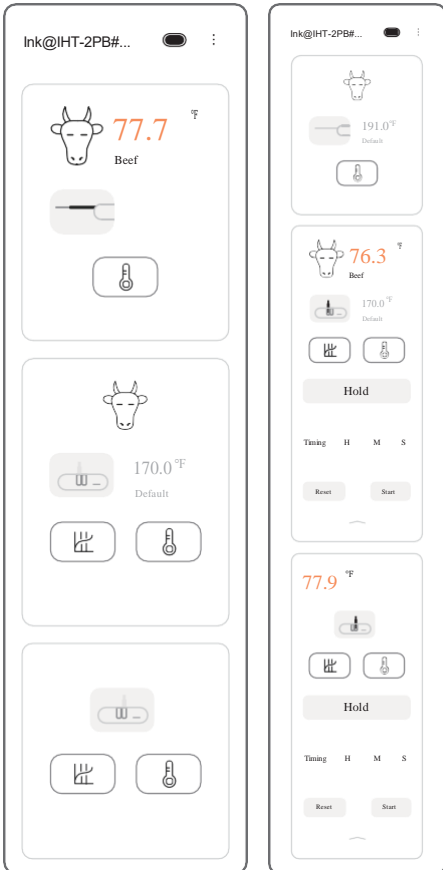 Ink@IHT-2PB#...
77.7 °F
Beef
170.0 °F
Default
Ink@IHT-2PB#...
191.0°F
Default
76.3 °F
Beef
170.0 °F
Default
Hold
Timing H M S
Reset Start
77.9 °F
Hold
Timing H M S
Reset Start